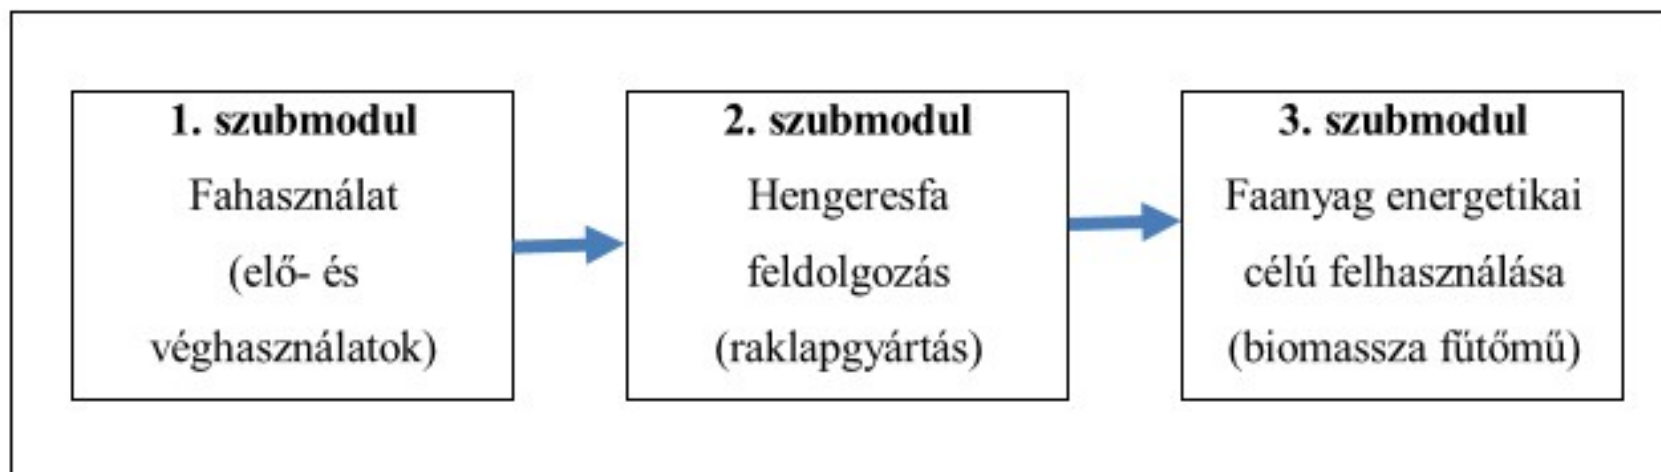 1. szubmodul
Fahasználat
(elő- és
véghasználatok)
2. szubmodul
Hengeresfa
feldolgozás
(raklapgyártás)
3. szubmodul
Faanyag energetikai
célú felhasználása
(biomassza fűtőmű)